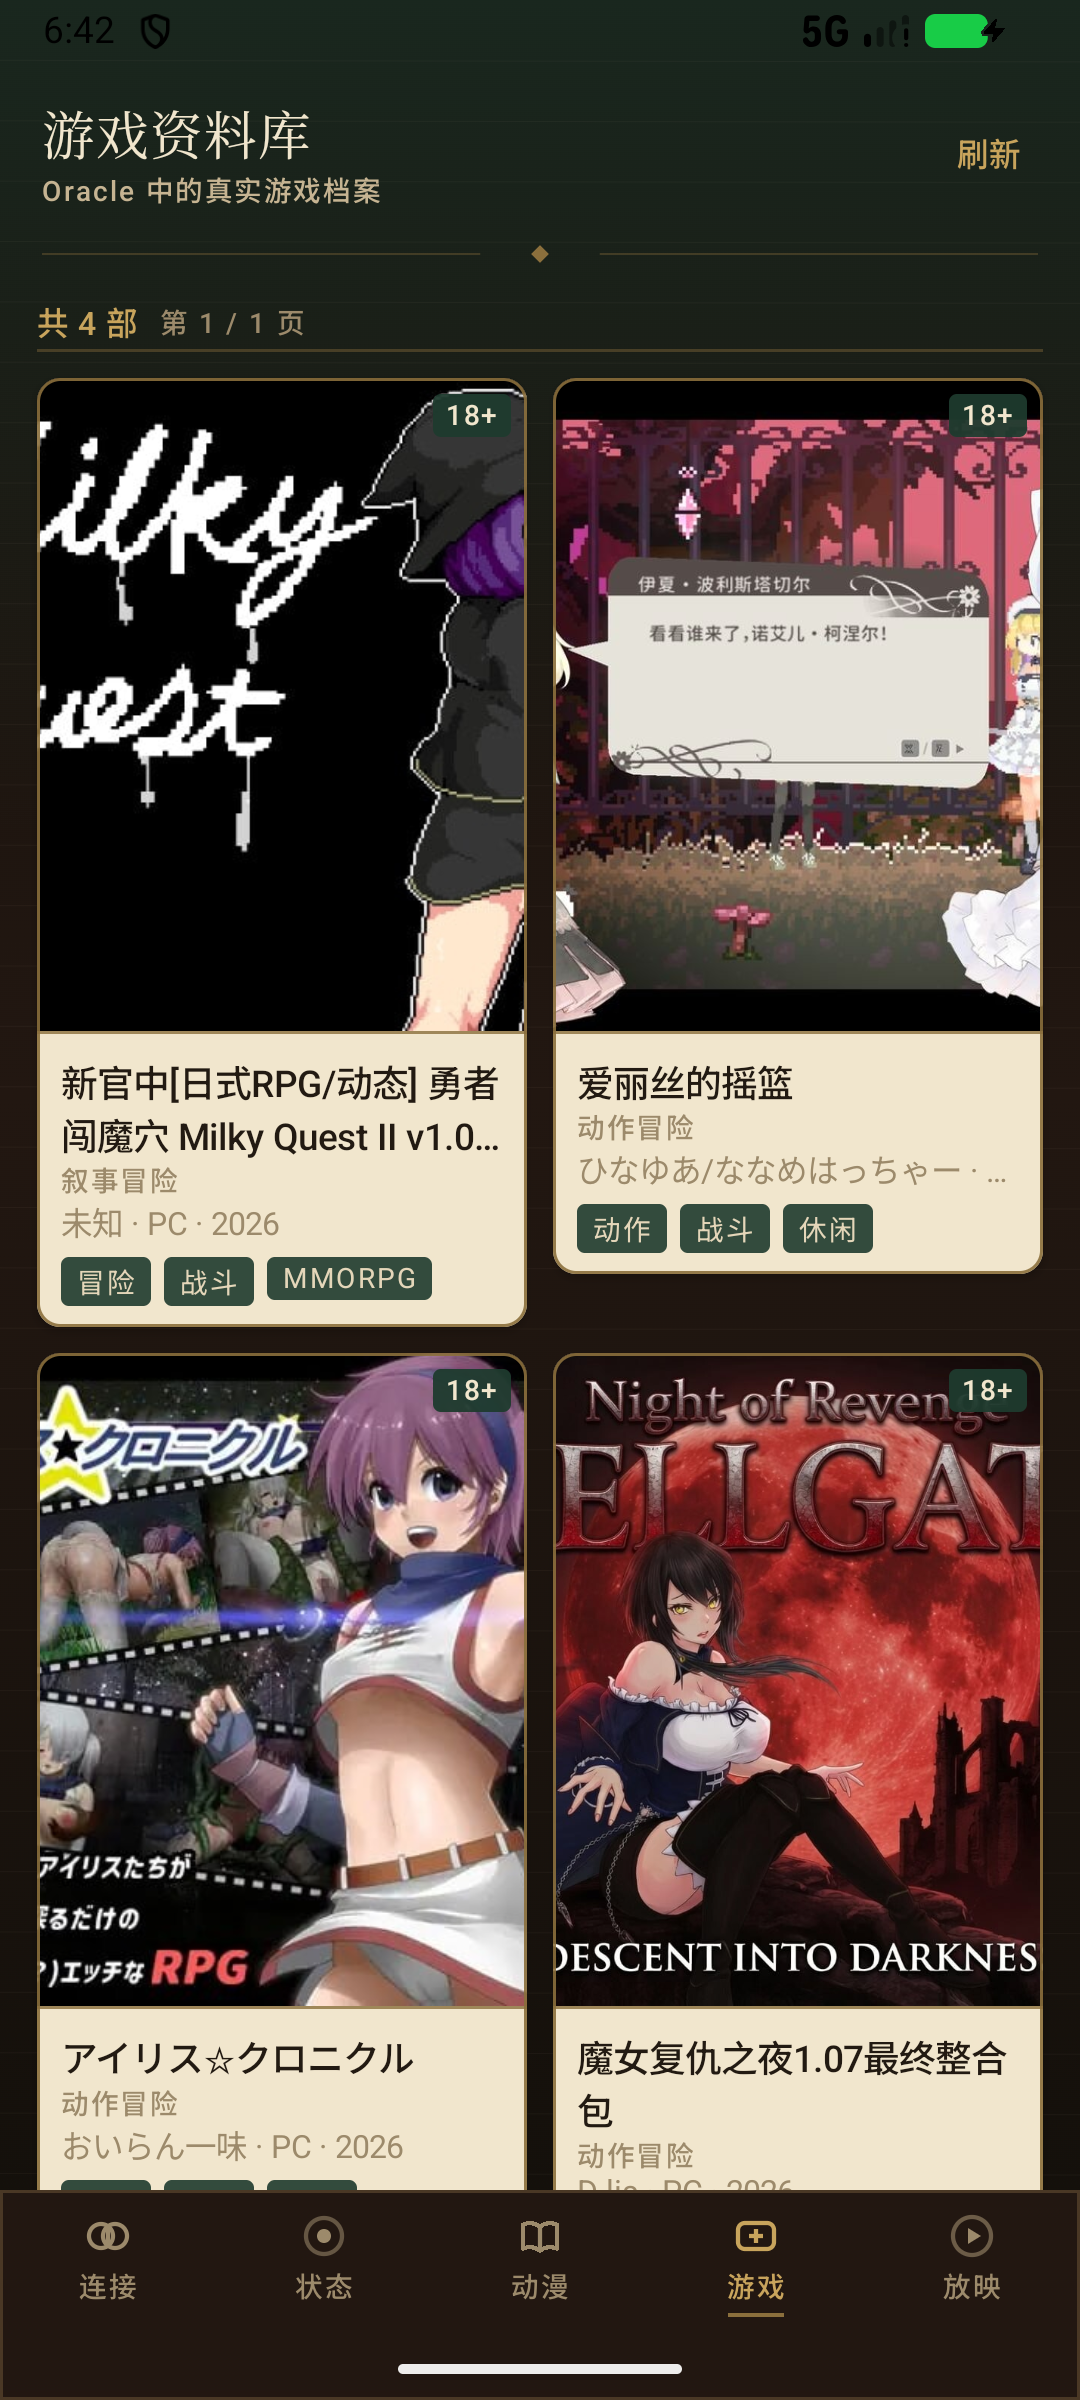 6:42
5G
游戏资料库
Oracle 中的真实游戏档案
刷新
共 4 部 第 1 / 1 页
18+
ilky
uest
新官中[日式RPG/动态] 勇者
闯魔穴 Milky Quest II v1.0...
叙事冒险
未知 · PC · 2026
冒险 战斗 MMORPG
18+
伊夏·波利斯塔切尔
看看谁来了,诺艾儿·柯涅尔!
爱丽丝的摇篮
动作冒险
ひなゆあ/ななめはっちゃー · ...
动作 战斗 休闲
18+
ス★クロニクル
アイリスたちが
るだけの
?)エッチな RPG
アイリス☆クロニクル
动作冒险
おいらん一味 · PC · 2026
18+
Night of Revenge
ELLGAT
DESCENT INTO DARKNES
魔女复仇之夜1.07最终整合
包
动作冒险
连接 状态 动漫 游戏 放映